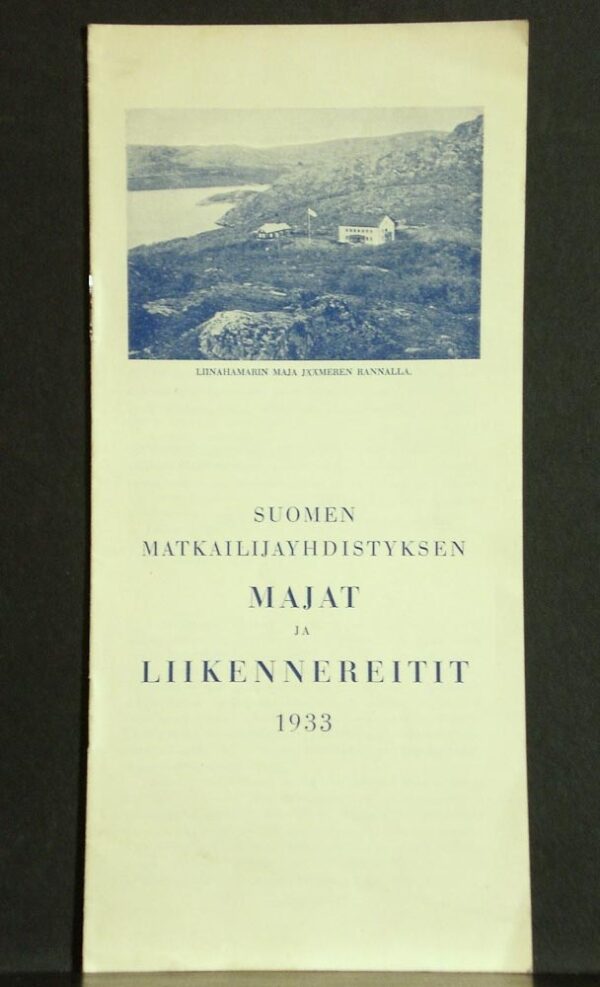 LIINAHAMARIN MAJA JÄÄMEREN RANNALLA.
SUOMEN
MATKAILIJAYHDISTYKSEN
MAJAT
JA
LIIKENNEREITIT
1933